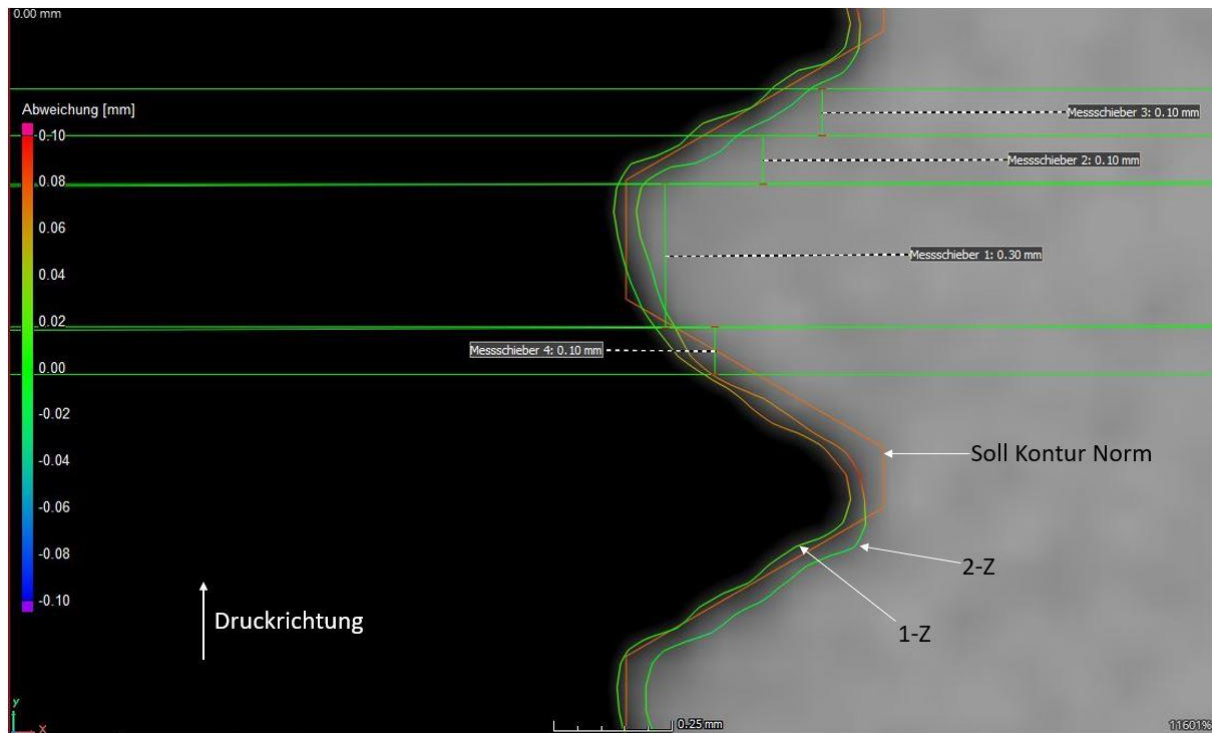 0.00 mm
Abweichung [mm]
0.10
0.08
0.06
0.04
0.02
0.00
-0.02
-0.04
-0.06
-0.08
-0.10
Messschieber 3: 0.10 mm
Messschieber 2: 0.10 mm
Messschieber 1: 0.30 mm
Messschieber 4: 0.10 mm
Soll Kontur Norm
2-Z
1-Z
Druckrichtung
y
x
0.25 mm
11601%